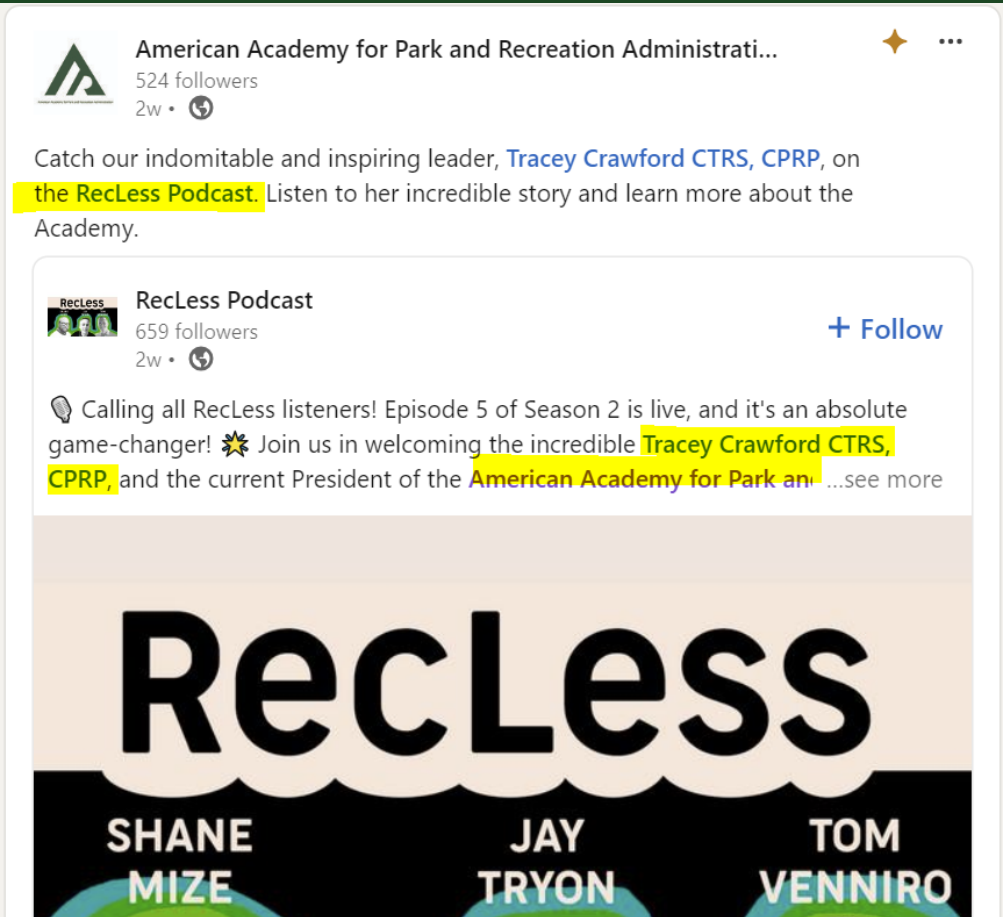 American Academy for Park and Recreation Administrati...
524 followers
2w •
Catch our indomitable and inspiring leader, Tracey Crawford CTRS, CPRP, on
the RecLess Podcast. Listen to her incredible story and learn more about the
Academy.
RecLess
RecLess Podcast
659 followers
+ Follow
2w •
🎙️ Calling all RecLess listeners! Episode 5 of Season 2 is live, and it's an absolute
game-changer! 🌟 Join us in welcoming the incredible Tracey Crawford CTRS,
CPRP, and the current President of the American Academy for Park an ...see more
RecLess
SHANE JAY TOM
MIZE TRYON VENNIRO